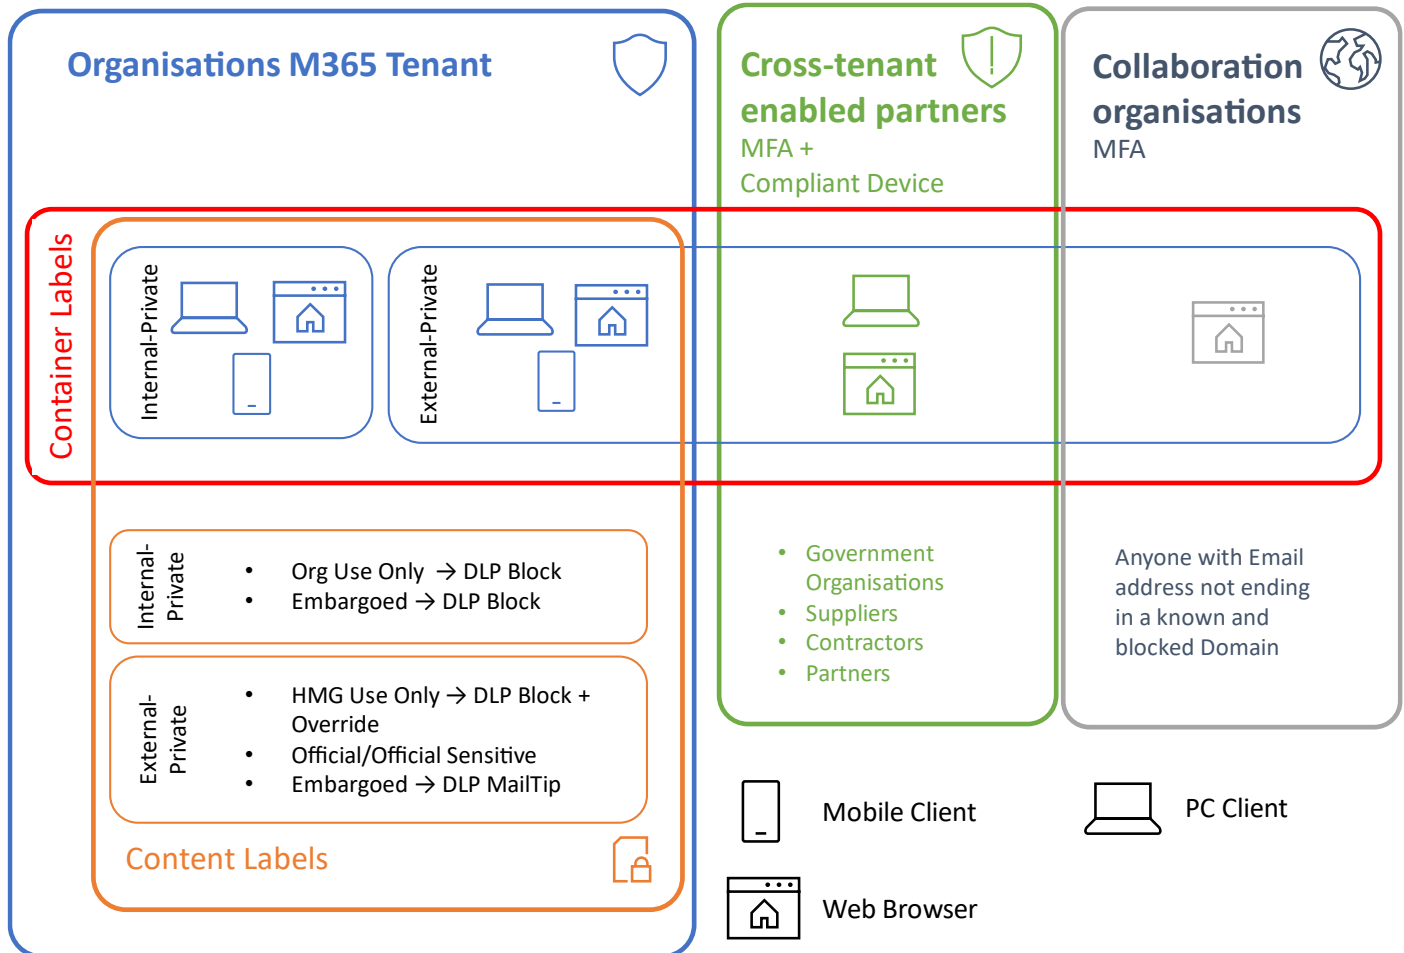 Organisations M365 Tenant
Cross-tenant
enabled partners
MFA +
Compliant Device
Collaboration
organisations
MFA
Container Labels
Internal-Private
External-Private
Internal-
Private
• Org Use Only → DLP Block
• Embargoed → DLP Block
External-
Private
• HMG Use Only → DLP Block +
Override
• Official/Official Sensitive
• Embargoed → DLP MailTip
Content Labels
• Government
Organisations
• Suppliers
• Contractors
• Partners
Anyone with Email
address not ending
in a known and
blocked Domain
Mobile Client
PC Client
Web Browser